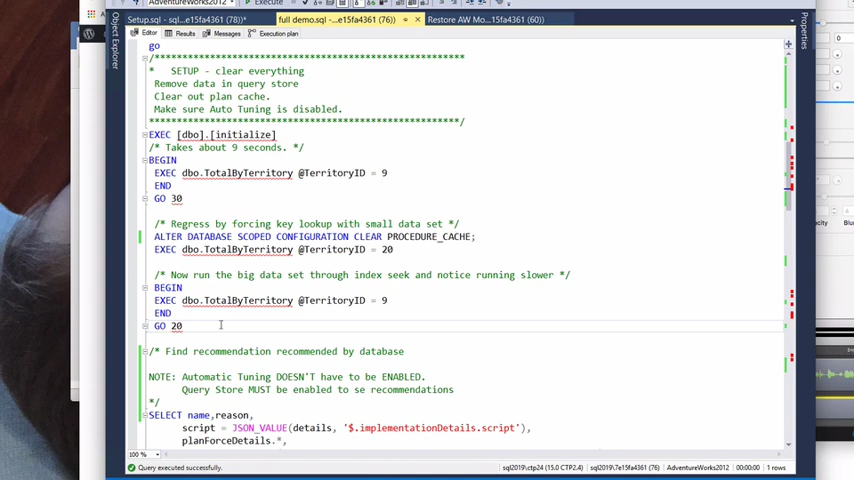 AdventureWorks2012
Execute
Setup.sql - sql...e15fa4361 (78))*
full demo.sql -...e15fa4361 (76))
Restore AW Mo...15fa4361 (60))
Editor
Results
Messages
Execution plan
Object Explorer
Properties
go
/*******************************************************
*   SETUP - clear everything
Remove data in query store
Clear out plan cache.
Make sure Auto Tuning is disabled.
*******************************************************/
EXEC [dbo].[initialize]
/* Takes about 9 seconds. */
BEGIN
EXEC dbo.TotalByTerritory @TerritoryID = 9
END
GO 30
/* Regress by forcing key lookup with small data set */
ALTER DATABASE SCOPED CONFIGURATION CLEAR PROCEDURE_CACHE;
EXEC dbo.TotalByTerritory @TerritoryID = 20
/* Now run the big data set through index seek and notice running slower */
BEGIN
EXEC dbo.TotalByTerritory @TerritoryID = 9
END
GO 20
/* Find recommendation recommended by database
NOTE: Automatic Tuning DOESN'T have to be ENABLED.
Query Store MUST be enabled to se recommendations
*/
SELECT name,reason,
script = JSON_VALUE(details, '$.implementationDetails.script'),
planForceDetails.*,
100 %
Query executed successfully.
sql2019\ctp24 (15.0 CTP2.4)
sql2019\7e15fa4361 (76)
AdventureWorks2012
00:00:00
1 rows